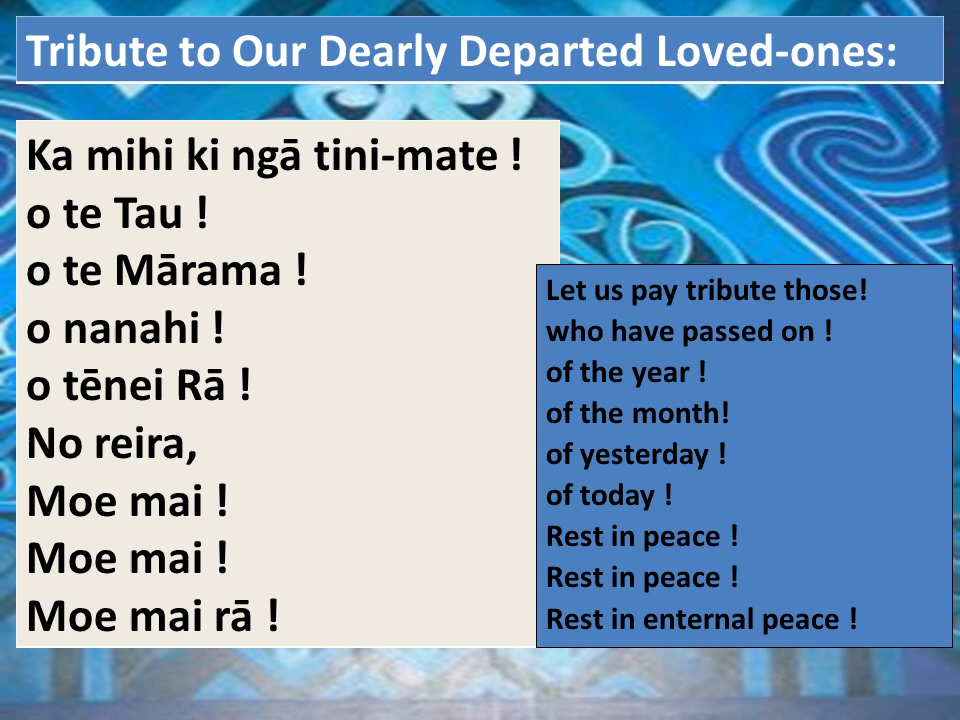 Tribute to Our Dearly Departed Loved-ones:
Ka mihi ki ngā tini-mate !
o te Tau !
o te Mārama !
o nanahi !
o tēnei Rā !
No reira,
Moe mai !
Moe mai !
Moe mai rā !
Let us pay tribute those!
who have passed on !
of the year !
of the month!
of yesterday !
of today !
Rest in peace !
Rest in peace !
Rest in enternal peace !